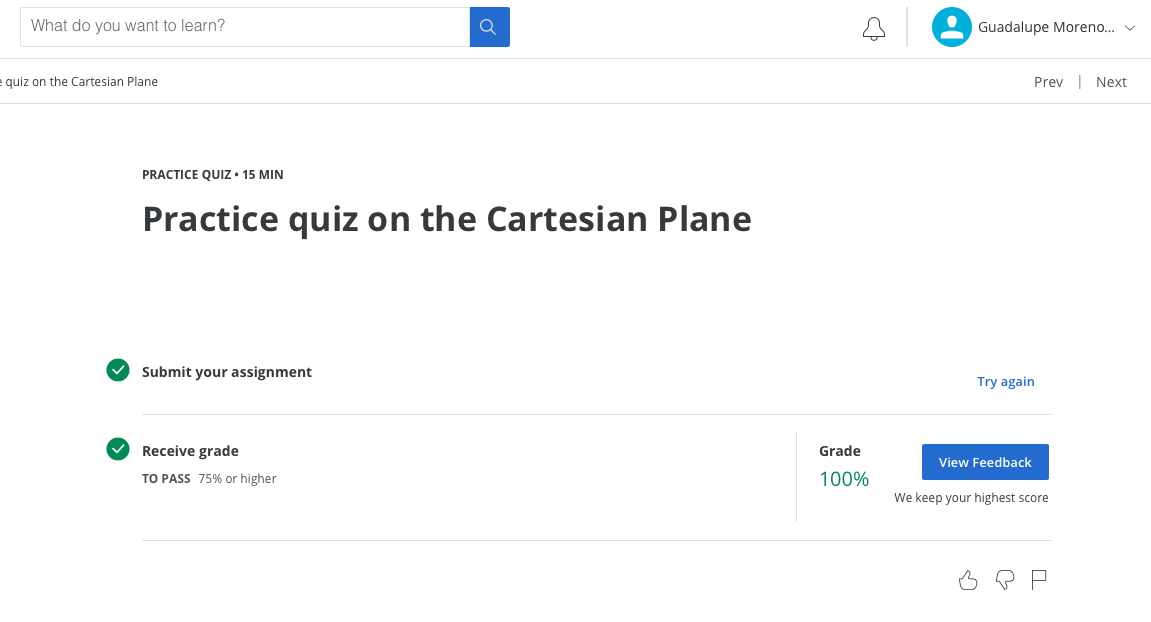 What do you want to learn?
Guadalupe Moreno...
e quiz on the Cartesian Plane
Prev | Next
PRACTICE QUIZ • 15 MIN
Practice quiz on the Cartesian Plane
Submit your assignment
Try again
Receive grade
TO PASS 75% or higher
Grade
100%
View Feedback
We keep your highest score